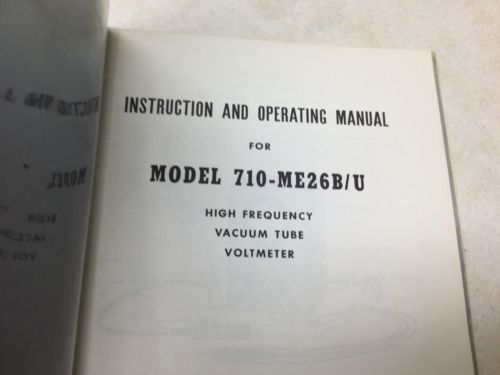 INSTRUCTION AND OPERATING MANUAL
FOR
MODEL 710-ME26B/U
HIGH FREQUENCY
VACUUM TUBE
VOLTMETER